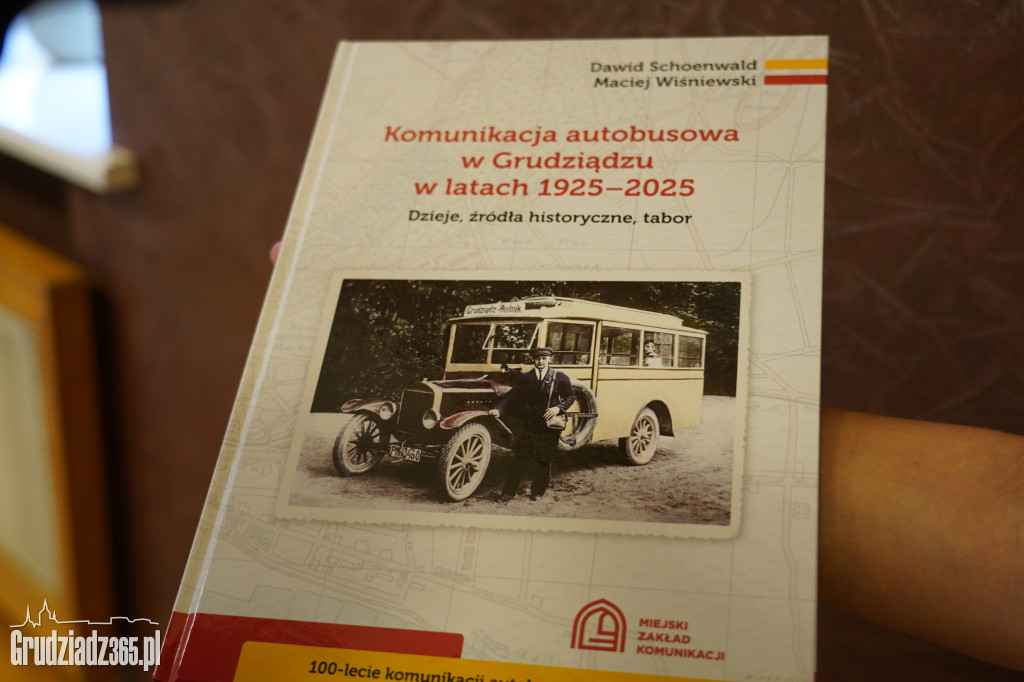 Dawid Schoenwald
Maciej Wiśniewski
Komunikacja autobusowa
w Grudziądzu
w latach 1925–2025
Dzieje, źródła historyczne, tabor
Grudziądz-Rudnik
MIEJSKI
ZAKŁAD
KOMUNIKACJI
100-lecie komunikacji
Grudziadz365.pl